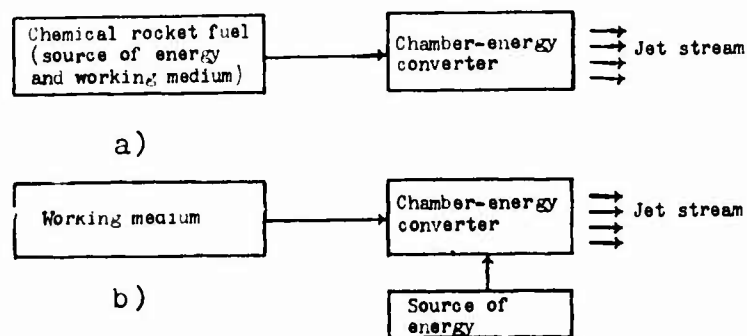 Chemical rocket fuel
(source of energy
and working medium)
Chamber-energy
converter
Jet stream
a)
Working medium
Chamber-energy
converter
Jet stream
b)
Source of
energy